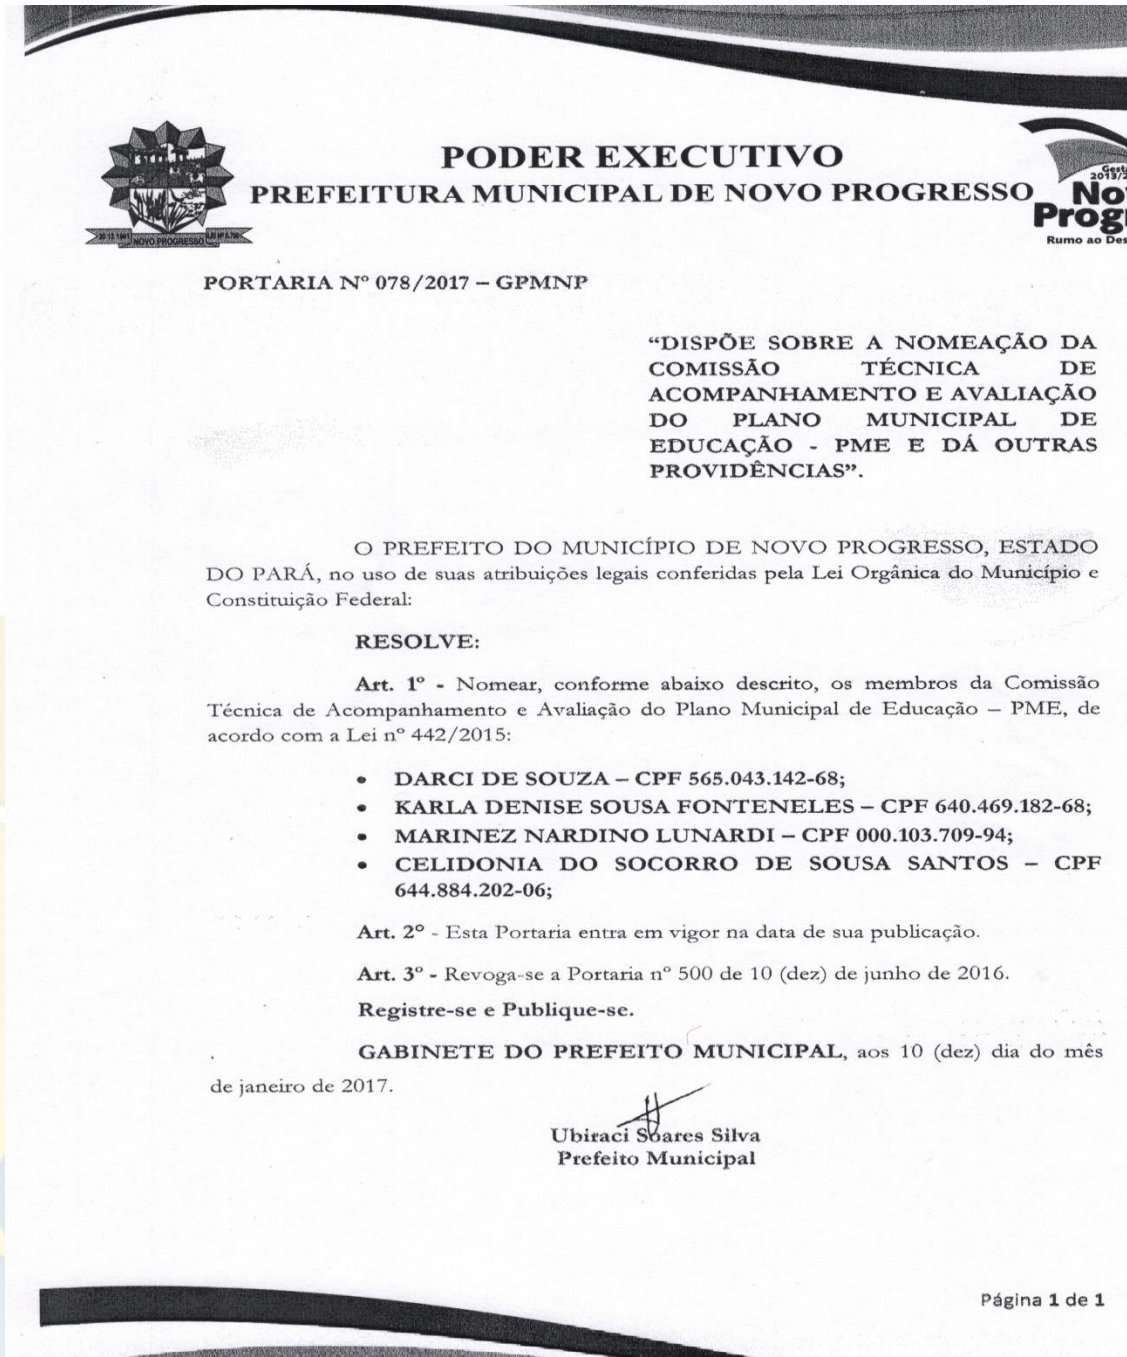 PODER EXECUTIVO
PREFEITURA MUNICIPAL DE NOVO PROGRESSO
20.12.1991 NOVO PROGRESSO
Rumo ao Des
PORTARIA Nº 078/2017 – GPMNP
“DISPÕE SOBRE A NOMEAÇÃO DA
COMISSÃO TÉCNICA DE
ACOMPANHAMENTO E AVALIAÇÃO
DO PLANO MUNICIPAL DE
EDUCAÇÃO - PME E DÁ OUTRAS
PROVIDÊNCIAS”.
O PREFEITO DO MUNICÍPIO DE NOVO PROGRESSO, ESTADO
DO PARÁ, no uso de suas atribuições legais conferidas pela Lei Orgânica do Município e
Constituição Federal:
RESOLVE:
Art. 1º - Nomear, conforme abaixo descrito, os membros da Comissão
Técnica de Acompanhamento e Avaliação do Plano Municipal de Educação – PME, de
acordo com a Lei nº 442/2015:
• DARCI DE SOUZA – CPF 565.043.142-68;
• KARLA DENISE SOUSA FONTENELES – CPF 640.469.182-68;
• MARINEZ NARDINO LUNARDI – CPF 000.103.709-94;
• CELIDONIA DO SOCORRO DE SOUSA SANTOS – CPF
644.884.202-06;
Art. 2º - Esta Portaria entra em vigor na data de sua publicação.
Art. 3º - Revoga-se a Portaria nº 500 de 10 (dez) de junho de 2016.
Registre-se e Publique-se.
GABINETE DO PREFEITO MUNICIPAL, aos 10 (dez) dia do mês
de janeiro de 2017.
Ubiraci Soares Silva
Prefeito Municipal
Página 1 de 1